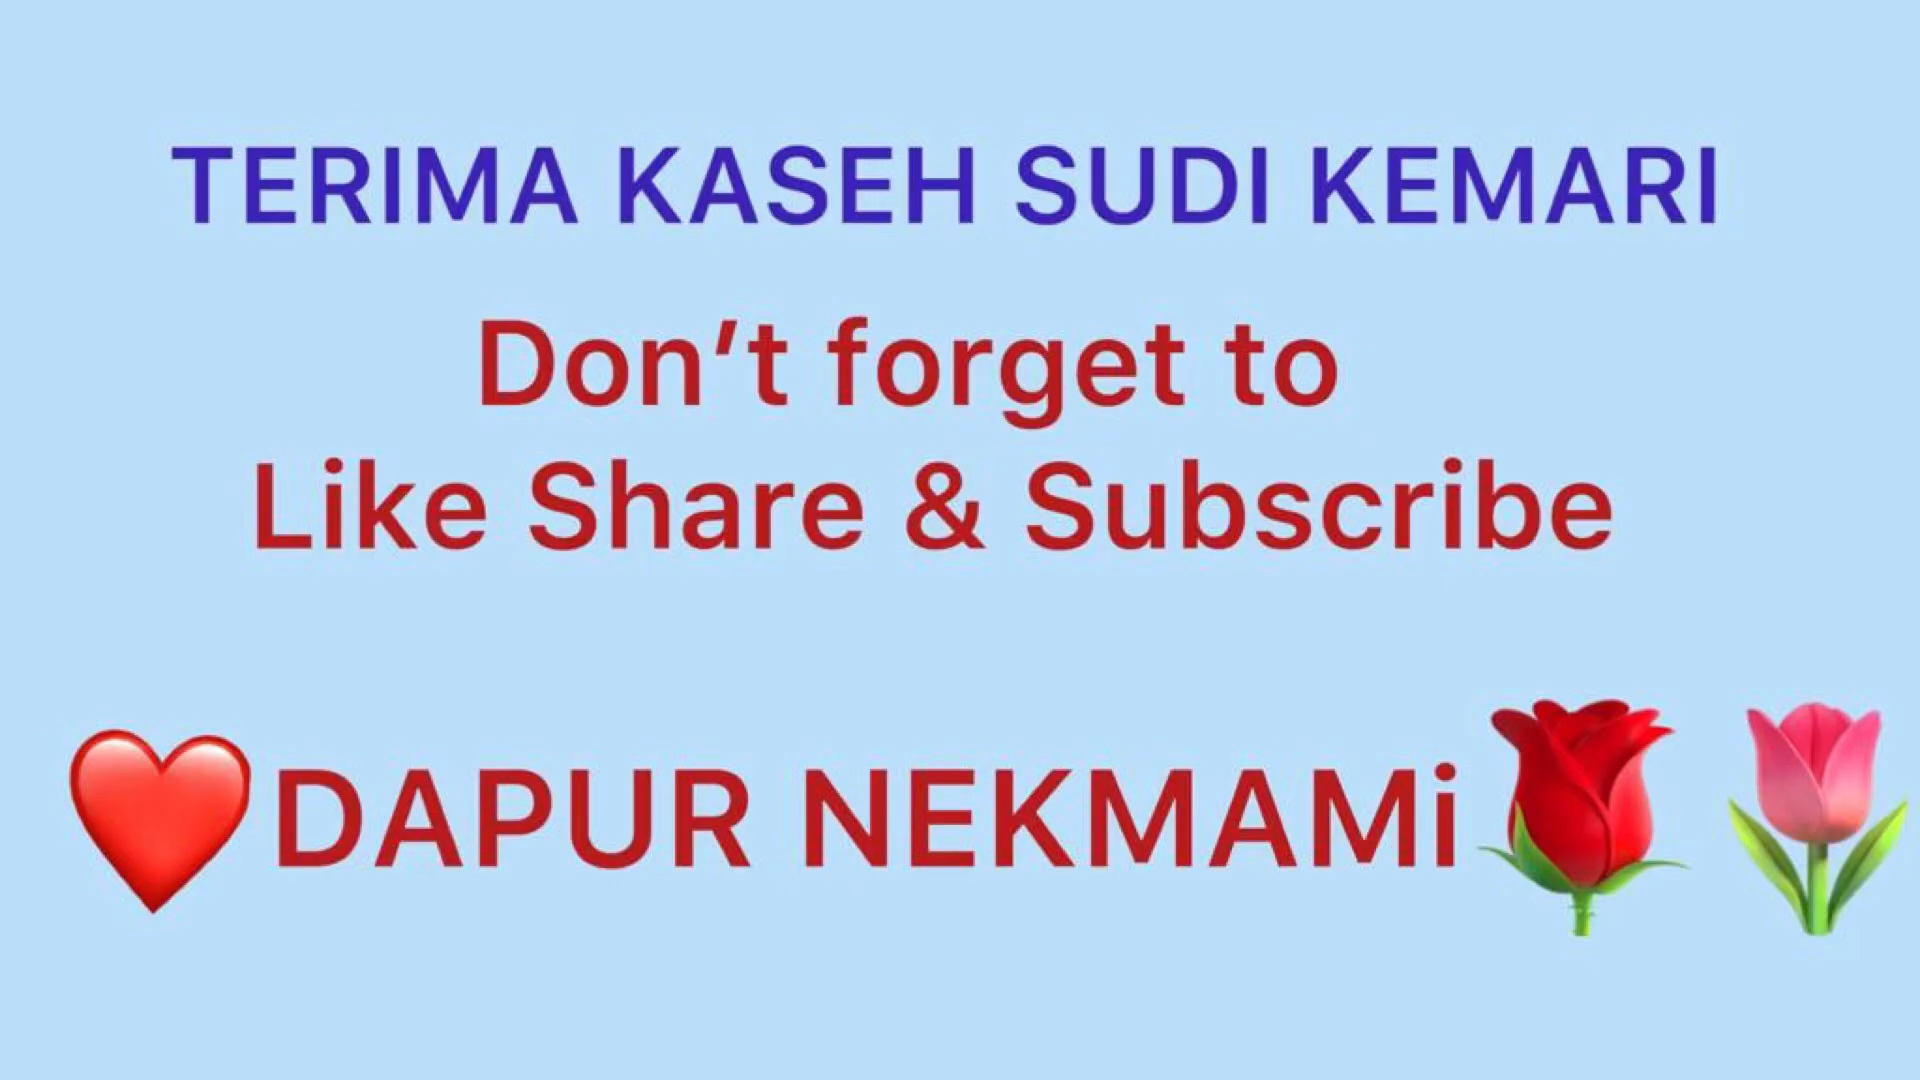 TERIMA KASEH SUDI KEMARI
Don’t forget to
Like Share & Subscribe
❤️DAPUR NEKMAMi🌹🌷